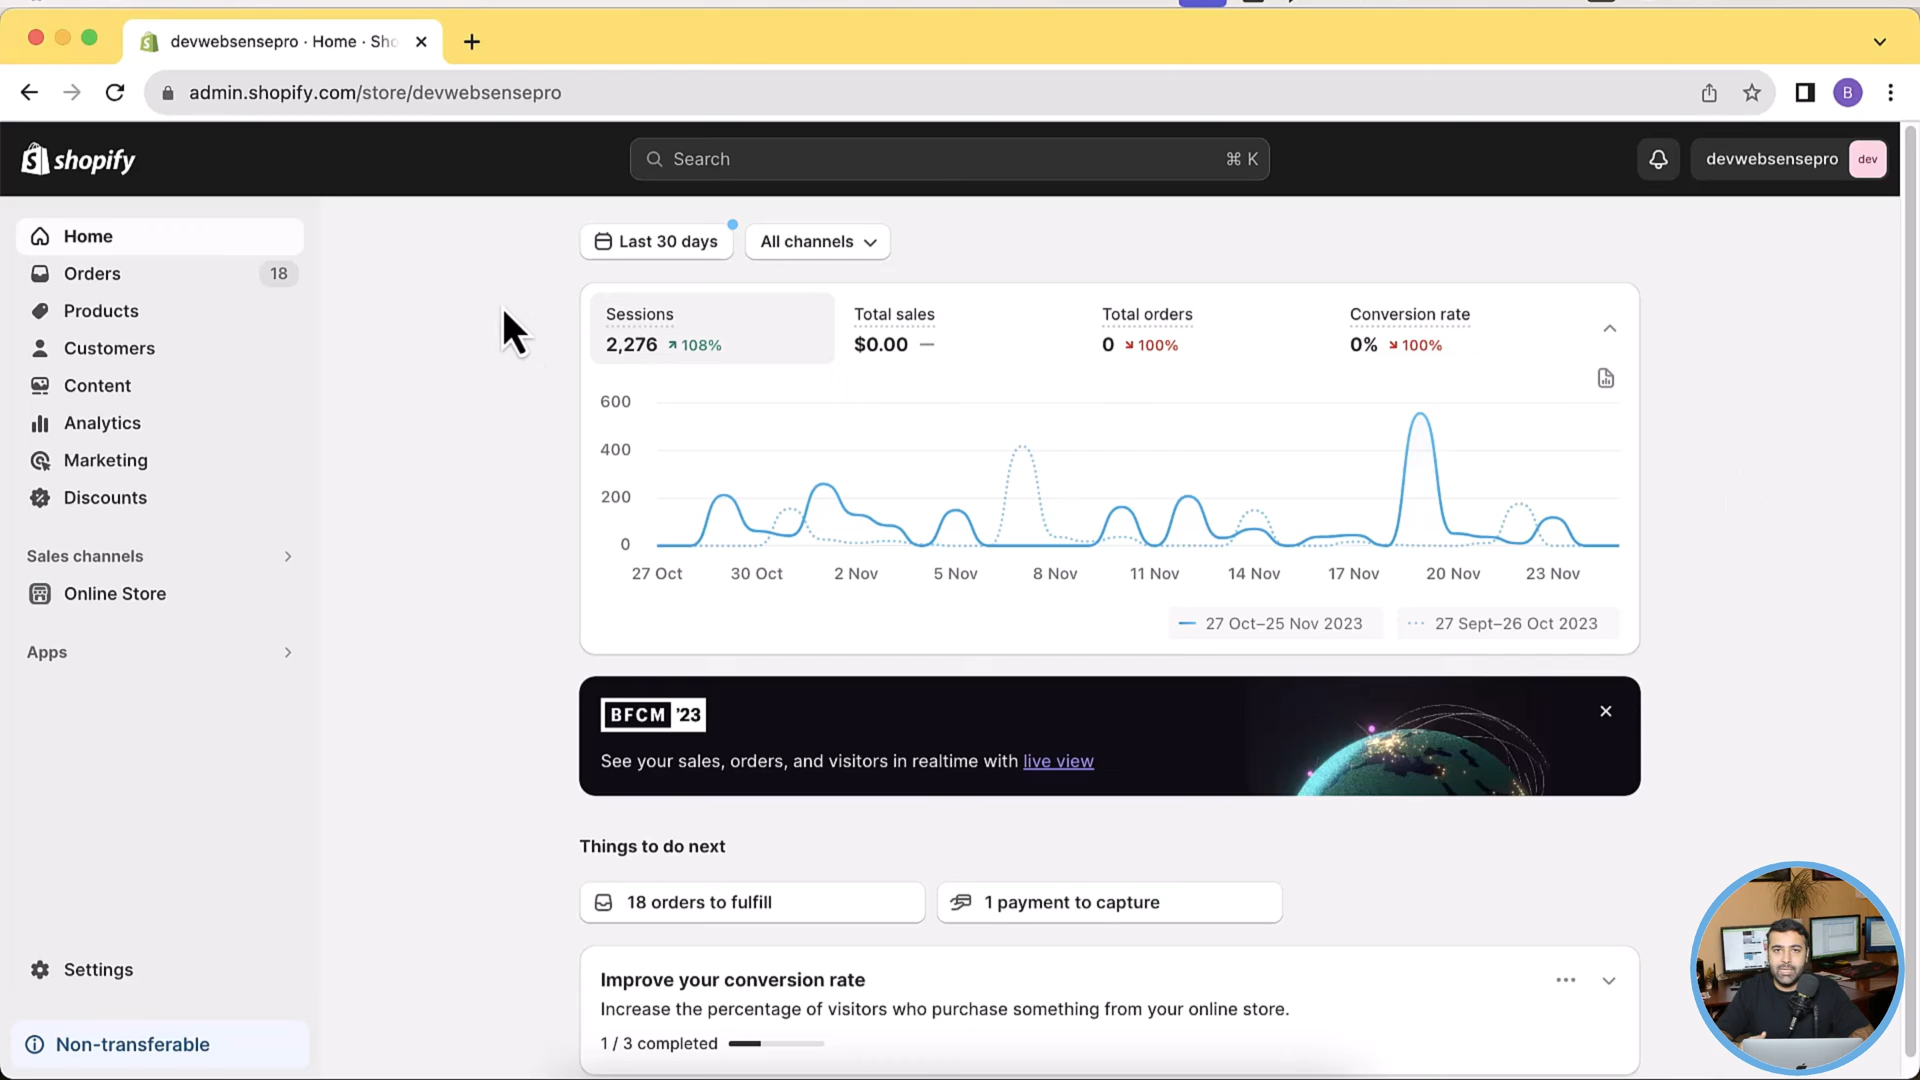 devwebsensepro · Home · Sho
admin.shopify.com/store/devwebsensepro
B
shopify
Search
⌘ K
devwebsensepro
dev
Home
Orders
18
Products
Customers
Content
Analytics
Marketing
Discounts
Sales channels
Online Store
Apps
Settings
Non-transferable
Last 30 days
All channels
Sessions
2,276 108%
Total sales
$0.00 —
Total orders
0 100%
Conversion rate
0% 100%
600
400
200
0
27 Oct 30 Oct 2 Nov 5 Nov 8 Nov 11 Nov 14 Nov 17 Nov 20 Nov 23 Nov
27 Oct–25 Nov 2023
27 Sept–26 Oct 2023
BFCM '23
See your sales, orders, and visitors in realtime with live view
Things to do next
18 orders to fulfill
1 payment to capture
Improve your conversion rate
Increase the percentage of visitors who purchase something from your online store.
1 / 3 completed